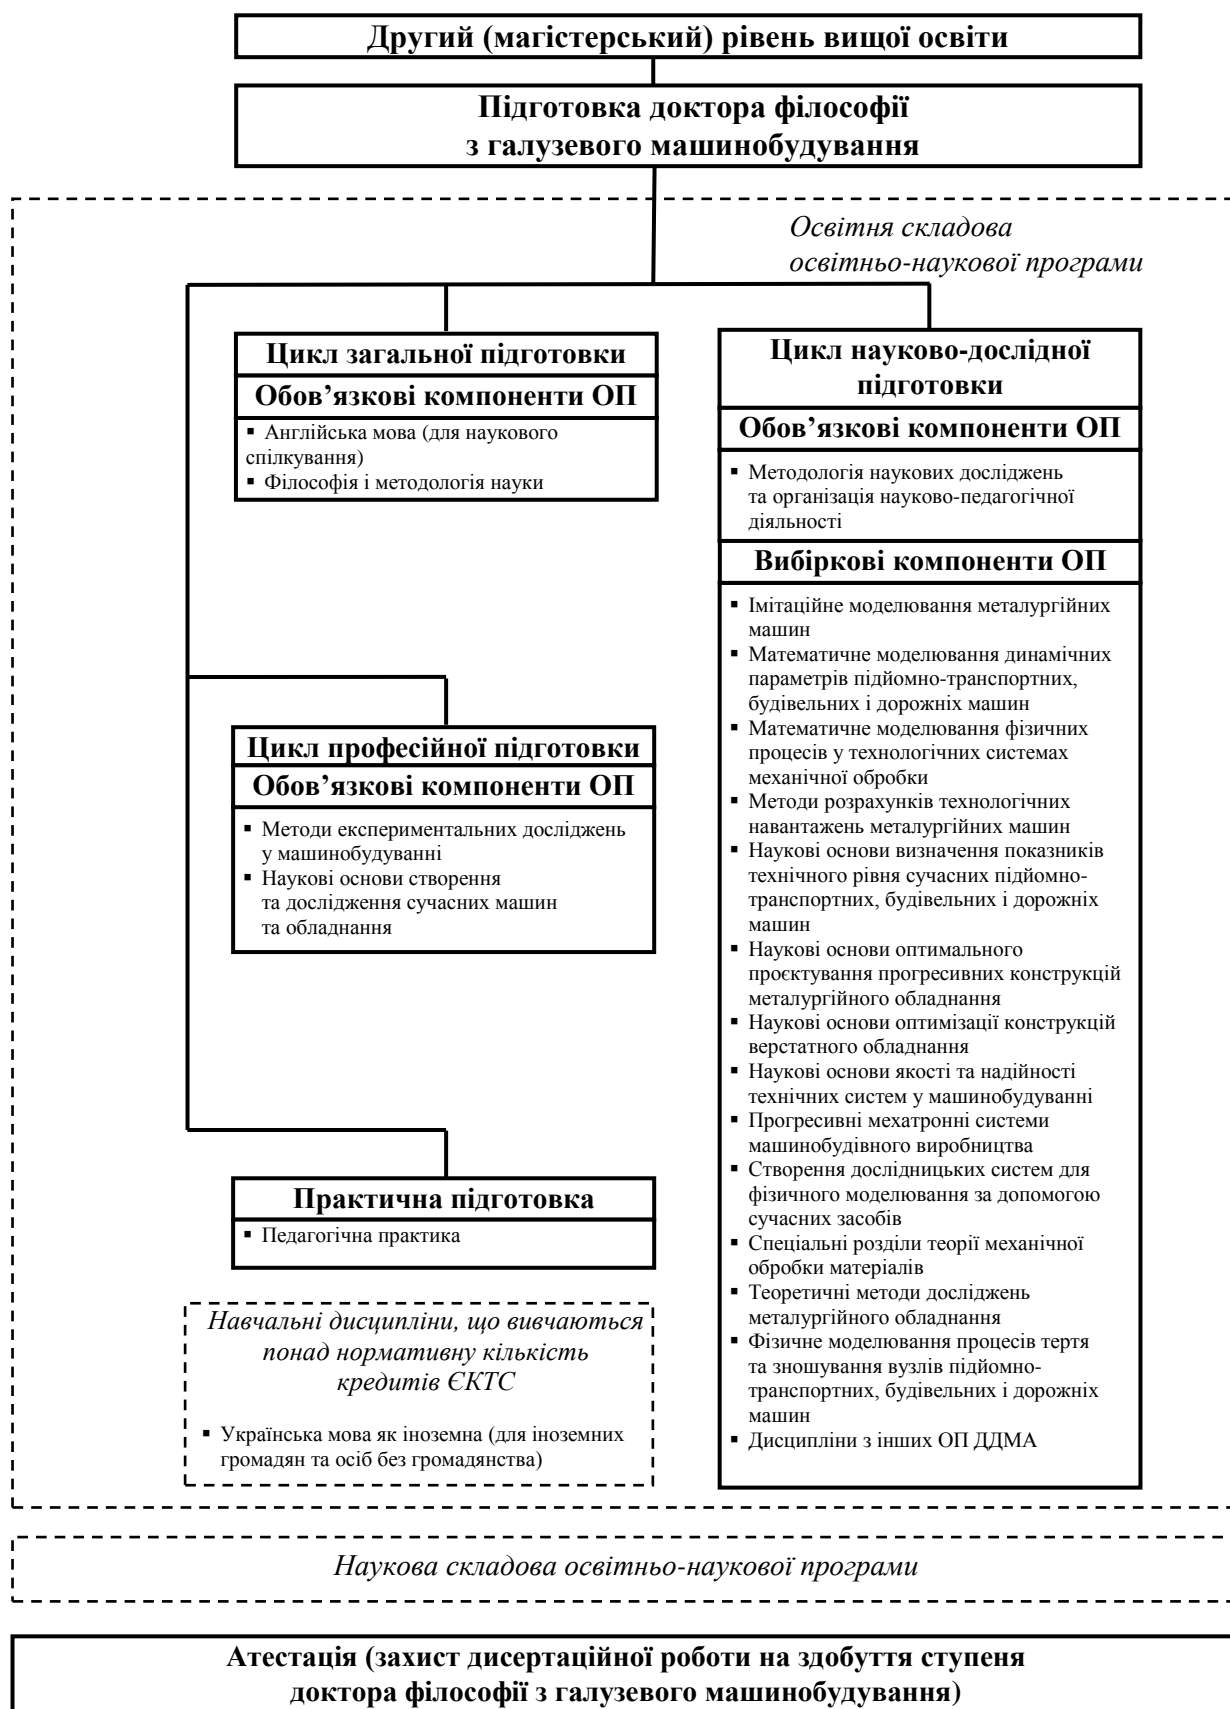 Другий (магістерський) рівень вищої освіти
Підготовка доктора філософії
з галузевого машинобудування
Освітня складова
освітньо-наукової програми
Цикл загальної підготовки
Обов’язкові компоненти ОП
▪ Англійська мова (для наукового
спілкування)
▪ Філософія і методологія науки
Цикл професійної підготовки
Обов’язкові компоненти ОП
▪ Методи експериментальних досліджень
у машинобудуванні
▪ Наукові основи створення
та дослідження сучасних машин
та обладнання
Практична підготовка
▪ Педагогічна практика
Навчальні дисципліни, що вивчаються
понад нормативну кількість
кредитів ЄКТС
▪ Українська мова як іноземна (для іноземних
громадян та осіб без громадянства)
Цикл науково-дослідної
підготовки
Обов’язкові компоненти ОП
▪ Методологія наукових досліджень
та організація науково-педагогічної
діяльності
Вибіркові компоненти ОП
▪ Імітаційне моделювання металургійних
машин
▪ Математичне моделювання динамічних
параметрів підйомно-транспортних,
будівельних і дорожніх машин
▪ Математичне моделювання фізичних
процесів у технологічних системах
механічної обробки
▪ Методи розрахунків технологічних
навантажень металургійних машин
▪ Наукові основи визначення показників
технічного рівня сучасних підйомно-
транспортних, будівельних і дорожніх
машин
▪ Наукові основи оптимального
проєктування прогресивних конструкцій
металургійного обладнання
▪ Наукові основи оптимізації конструкцій
верстатного обладнання
▪ Наукові основи якості та надійності
технічних систем у машинобудуванні
▪ Прогресивні мехатронні системи
машинобудівного виробництва
▪ Створення дослідницьких систем для
фізичного моделювання за допомогою
сучасних засобів
▪ Спеціальні розділи теорії механічної
обробки матеріалів
▪ Теоретичні методи досліджень
металургійного обладнання
▪ Фізичне моделювання процесів тертя
та зношування вузлів підйомно-
транспортних, будівельних і дорожніх
машин
▪ Дисципліни з інших ОП ДДМА
Наукова складова освітньо-наукової програми
Атестація (захист дисертаційної роботи на здобуття ступеня
доктора філософії з галузевого машинобудування)